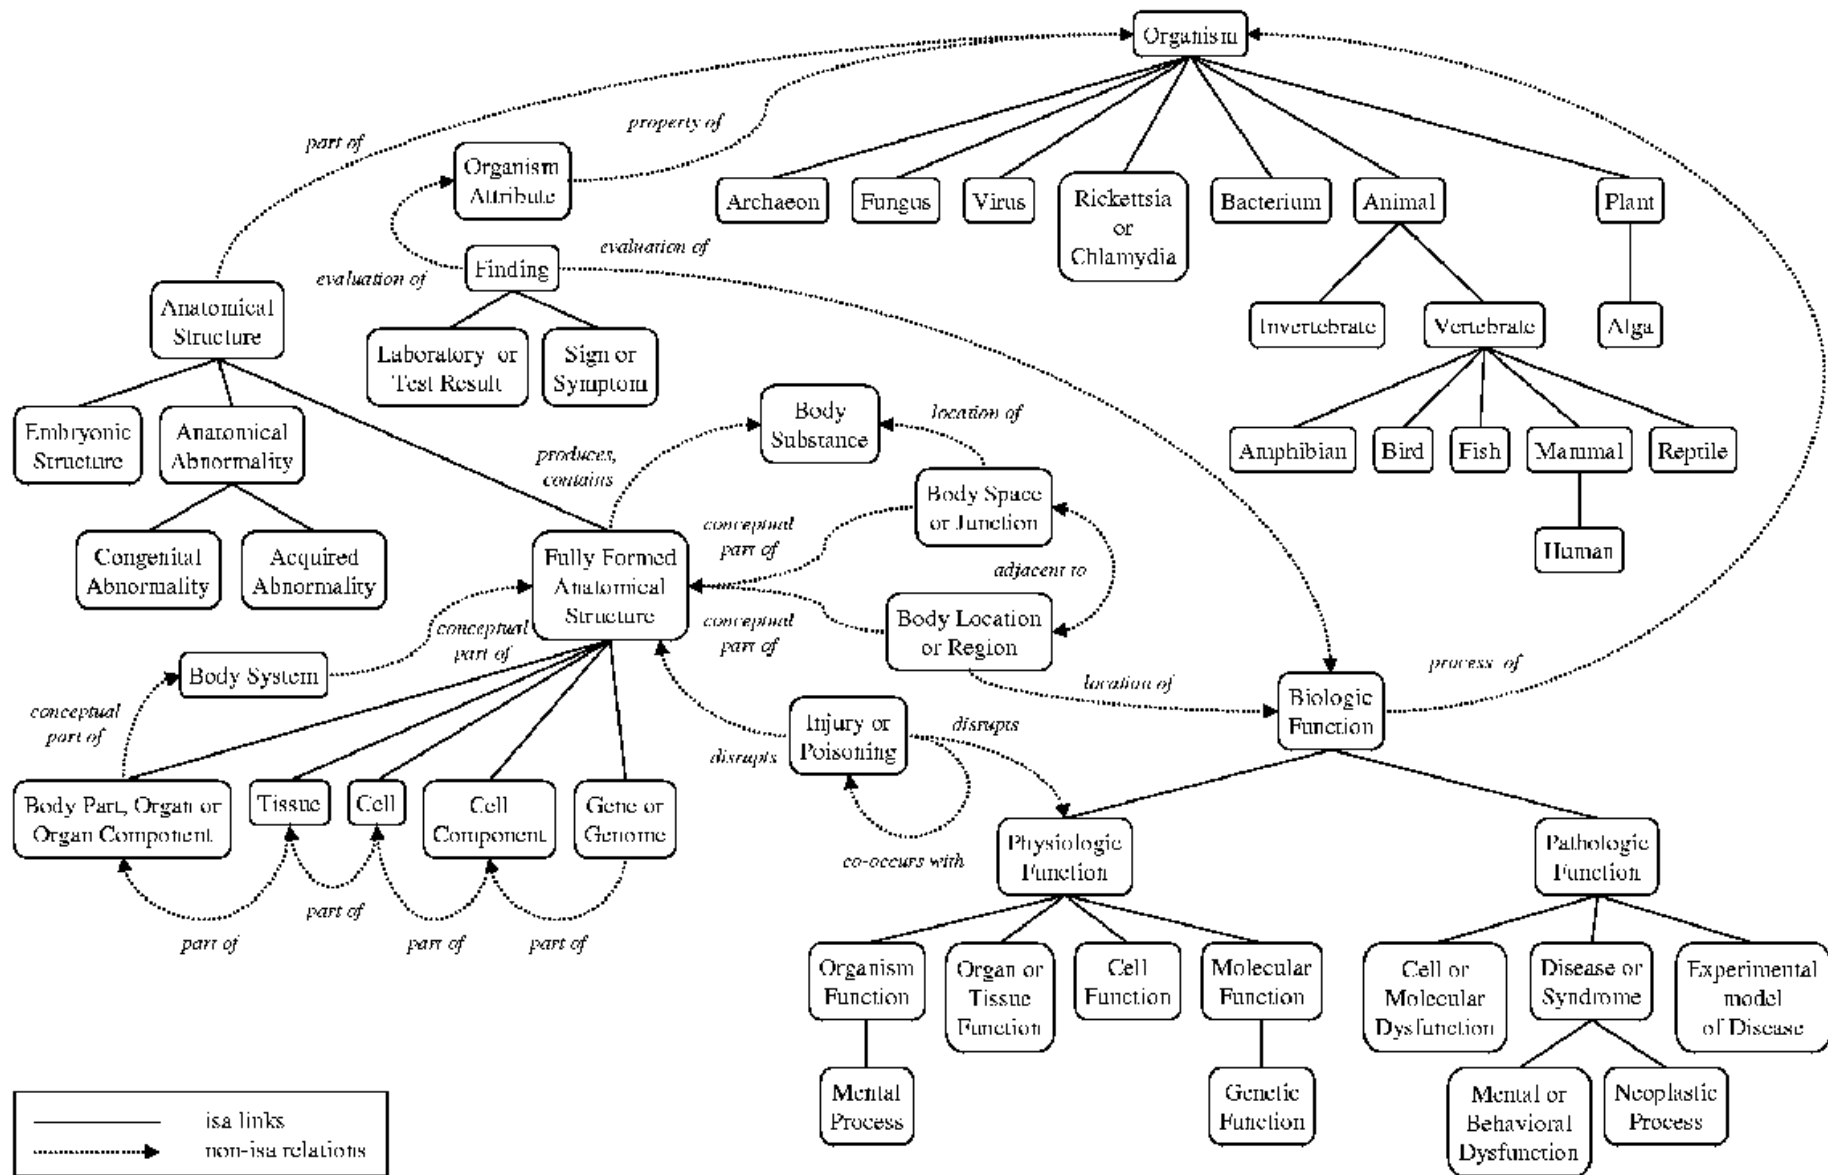 Organism
part of
property of
Organism
Attribute
Archaeon
Fungus
Virus
Rickettsia
or
Chlamydia
Bacterium
Animal
Plant
evaluation of
evaluation of
Finding
Anatomical
Structure
Laboratory or
Test Result
Sign or
Symptom
Invertebrate
Vertebrate
Alga
Embryonic
Structure
Anatomical
Abnormality
Body
Substance
location of
Amphibian
Bird
Fish
Mammal
Reptile
produces,
contains
Body Space
or Junction
conceptual
part of
Congenital
Abnormality
Acquired
Abnormality
Fully Formed
Anatomical
Structure
adjacent to
Human
conceptual
part of
conceptual
part of
Body Location
or Region
Body System
location of
process of
Biologic
Function
conceptual
part of
Injury or
Poisoning
disrupts
disrupts
Body Part, Organ or
Organ Component
Tissue
Cell
Cell
Component
Gene or
Genome
co-occurs with
Physiologic
Function
Pathologic
Function
part of
part of
part of
part of
Organism
Function
Organ or
Tissue
Function
Cell
Function
Molecular
Function
Cell or
Molecular
Dysfunction
Disease or
Syndrome
Experimental
model
of Disease
Mental
Process
Genetic
Function
Mental or
Behavioral
Dysfunction
Neoplastic
Process
isa links
non-isa relations